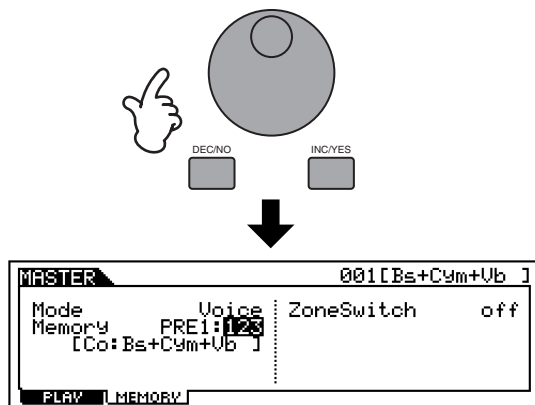 DEC/NO INC/YES
MASTER 001[Bs+Cym+Vb ]
Mode Voice ZoneSwitch off
Memory PRE1:123
[Co:Bs+Cym+Vb ]
PLAY MEMORY